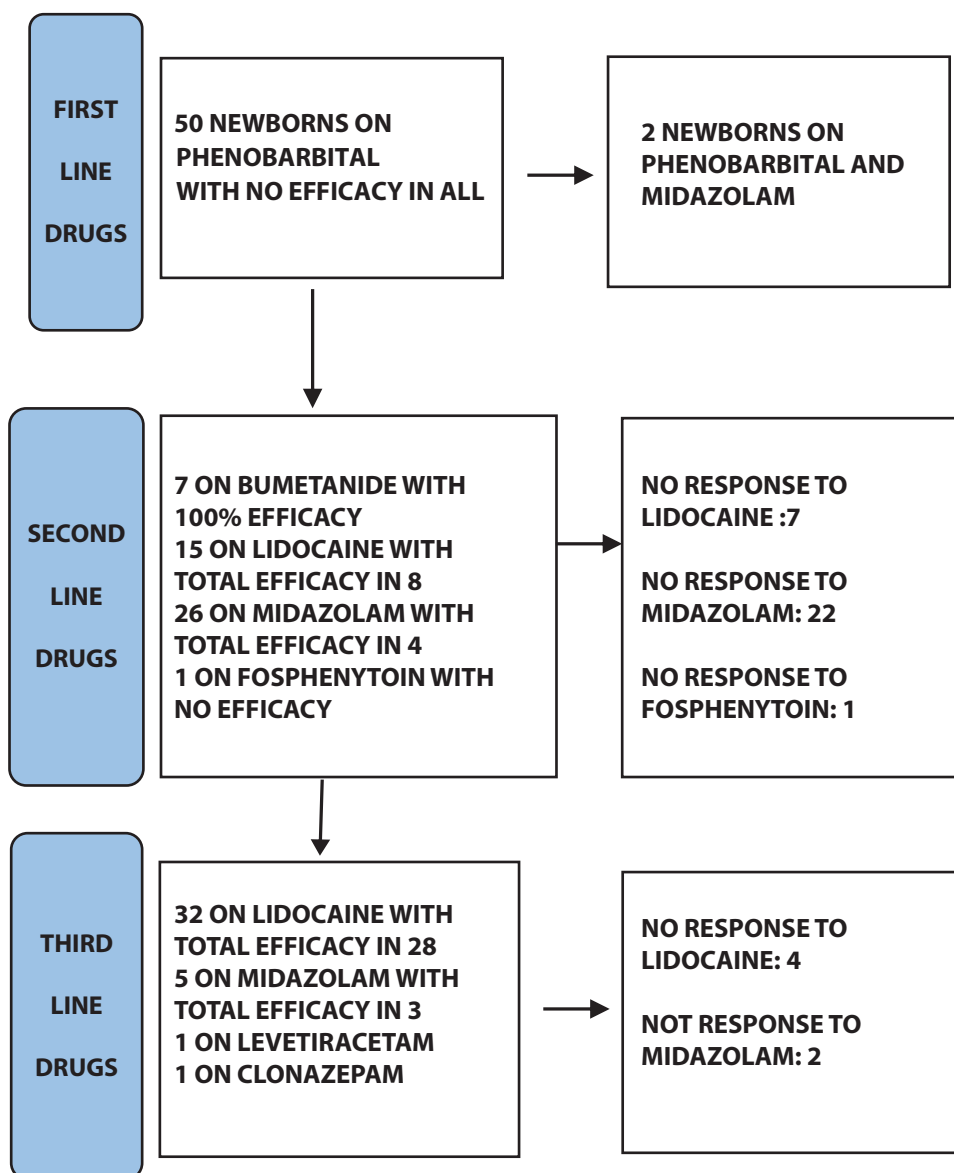 FIRST
LINE
DRUGS
50 NEWBORNS ON
PHENOBARBITAL
WITH NO EFFICACY IN ALL
2 NEWBORNS ON
PHENOBARBITAL AND
MIDAZOLAM
SECOND
LINE
DRUGS
7 ON BUMETANIDE WITH
100% EFFICACY
15 ON LIDOCAINE WITH
TOTAL EFFICACY IN 8
26 ON MIDAZOLAM WITH
TOTAL EFFICACY IN 4
1 ON FOSPHENYTOIN WITH
NO EFFICACY
NO RESPONSE TO
LIDOCAINE :7
NO RESPONSE TO
MIDAZOLAM: 22
NO RESPONSE TO
FOSPHENYTOIN: 1
THIRD
LINE
DRUGS
32 ON LIDOCAINE WITH
TOTAL EFFICACY IN 28
5 ON MIDAZOLAM WITH
TOTAL EFFICACY IN 3
1 ON LEVETIRACETAM
1 ON CLONAZEPAM
NO RESPONSE TO
LIDOCAINE: 4
NOT RESPONSE TO
MIDAZOLAM: 2